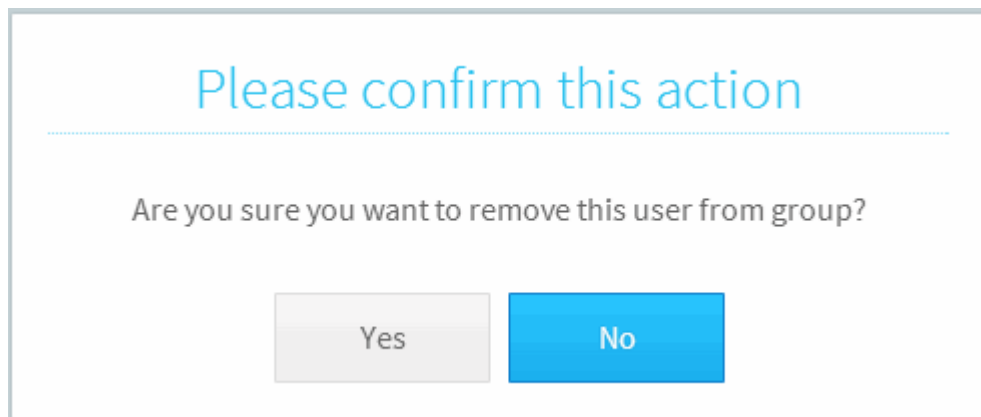 Please confirm this action
Are you sure you want to remove this user from group?
Yes No